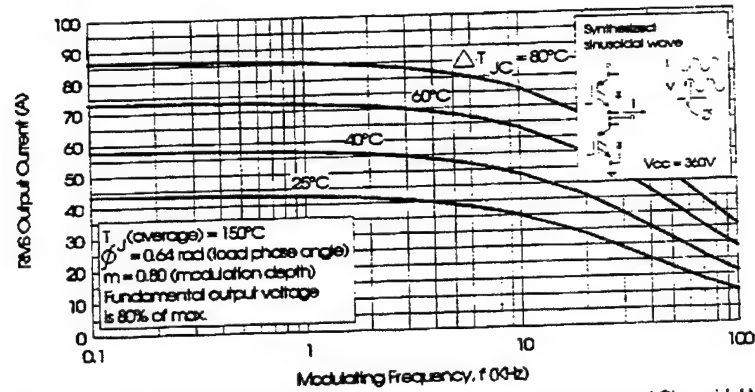 100
90
80
70
60
50
40
30
20
10
0
RMS Output Current (A)
△T JC = 80°C
60°C
40°C
25°C
Synthesized
sinusoidal wave
V
Vcc = 360V
T J (average) = 150°C
ϕ = 0.64 rad (load phase angle)
m = 0.80 (modulation depth)
Fundamental output voltage
is 80% of max.
0.1
1
10
100
Modulating Frequency, f (KHz)